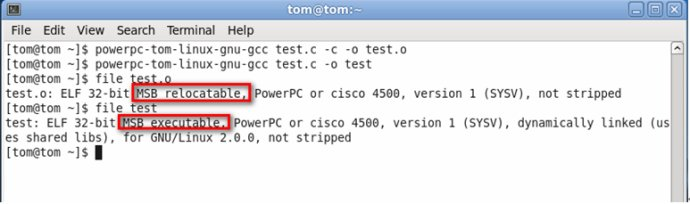 tom@tom:~
File Edit View Search Terminal Help
[tom@tom ~]$ powerpc-tom-linux-gnu-gcc test.c -c -o test.o
[tom@tom ~]$ powerpc-tom-linux-gnu-gcc test.c -o test
[tom@tom ~]$ file test.o
test.o: ELF 32-bit MSB relocatable, PowerPC or cisco 4500, version 1 (SYSV), not stripped
[tom@tom ~]$ file test
test: ELF 32-bit MSB executable, PowerPC or cisco 4500, version 1 (SYSV), dynamically linked (us
es shared libs), for GNU/Linux 2.0.0, not stripped
[tom@tom ~]$